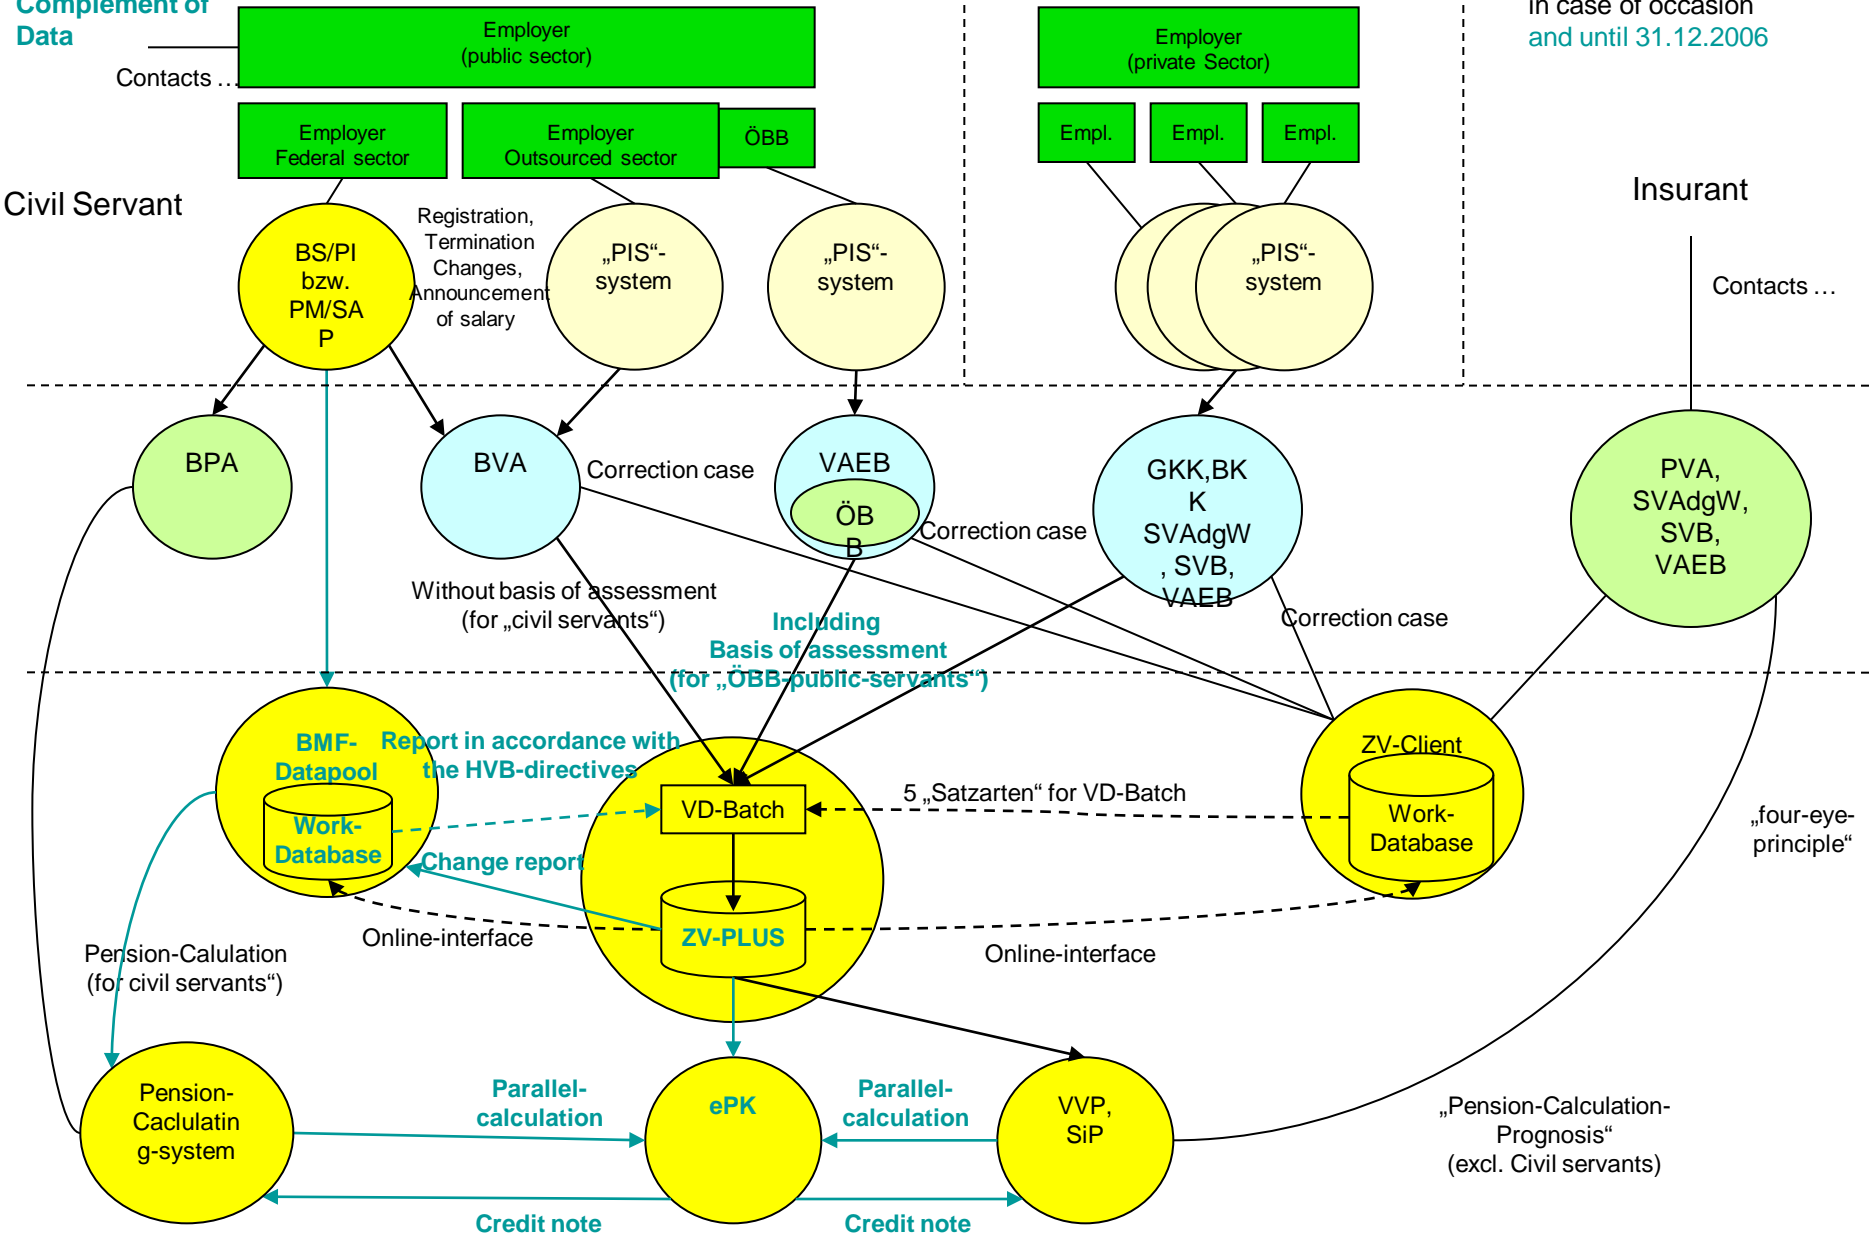 Complement of
Data
in case of occasion
and until 31.12.2006
Employer
(public sector)
Employer
(private Sector)
Contacts …
Employer
Federal sector
Employer
Outsourced sector
ÖBB
Empl.
Empl.
Empl.
Civil Servant
Insurant
Registration,
Termination
Changes,
Announcement
of salary
BS/PI
bzw.
PM/SA
P
„PIS“-
system
„PIS“-
system
„PIS“-
system
Contacts …
BPA
BVA
Correction case
VAEB
ÖB
B
Correction case
GKK,BK
K
SVAdgW
, SVB,
VAEB
Correction case
PVA,
SVAdgW,
SVB,
VAEB
Without basis of assessment
(for „civil servants“)
Including
Basis of assessment
(for „ÖBB-public-servants“)
BMF-
Datapool
Work-
Database
Report in accordance with
the HVB-directives
VD-Batch
5 „Satzarten“ for VD-Batch
ZV-Client
Work-
Database
„four-eye-
principle“
Change report
ZV-PLUS
Online-interface
Online-interface
Pension-Calulation
(for civil servants“)
Pension-
Caclulatin
g-system
Parallel-
calculation
ePK
Parallel-
calculation
VVP,
SiP
„Pension-Calculation-
Prognosis“
(excl. Civil servants)
Credit note
Credit note